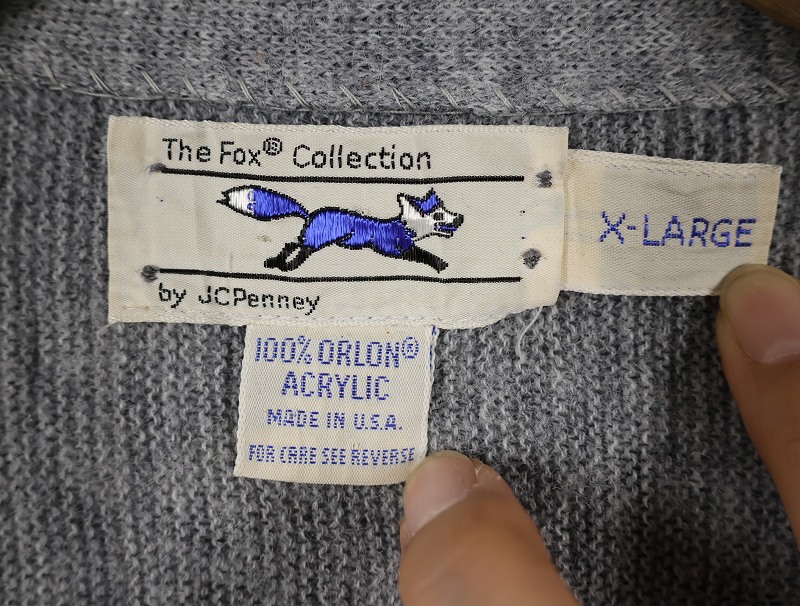 The Fox® Collection
by JCPenney
X-LARGE
100% ORLON®
ACRYLIC
MADE IN U.S.A.
FOR CARE SEE REVERSE